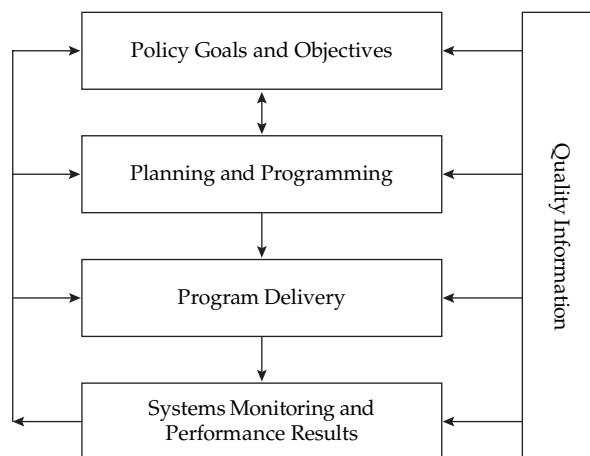 Policy Goals and Objectives
Planning and Programming
Program Delivery
Systems Monitoring and
Performance Results
Quality Information